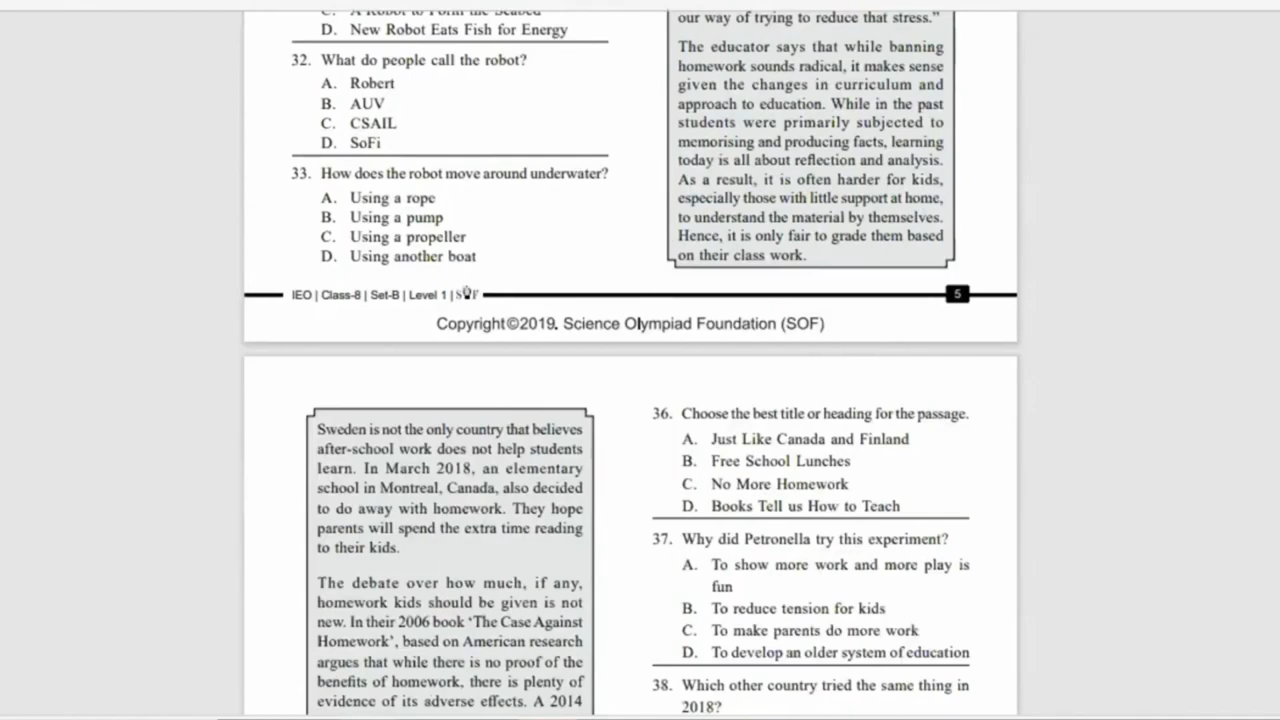 C. A Robot to Form the Seabed
D. New Robot Eats Fish for Energy
32. What do people call the robot?
A. Robert
B. AUV
C. CSAIL
D. SoFi
33. How does the robot move around underwater?
A. Using a rope
B. Using a pump
C. Using a propeller
D. Using another boat
our way of trying to reduce that stress."
The educator says that while banning
homework sounds radical, it makes sense
given the changes in curriculum and
approach to education. While in the past
students were primarily subjected to
memorising and producing facts, learning
today is all about reflection and analysis.
As a result, it is often harder for kids,
especially those with little support at home,
to understand the material by themselves.
Hence, it is only fair to grade them based
on their class work.
IEO | Class-8 | Set-B | Level 1 | SOF
5
Copyright©2019. Science Olympiad Foundation (SOF)
Sweden is not the only country that believes
after-school work does not help students
learn. In March 2018, an elementary
school in Montreal, Canada, also decided
to do away with homework. They hope
parents will spend the extra time reading
to their kids.
The debate over how much, if any,
homework kids should be given is not
new. In their 2006 book ‘The Case Against
Homework’, based on American research
argues that while there is no proof of the
benefits of homework, there is plenty of
evidence of its adverse effects. A 2014
36. Choose the best title or heading for the passage.
A. Just Like Canada and Finland
B. Free School Lunches
C. No More Homework
D. Books Tell us How to Teach
37. Why did Petronella try this experiment?
A. To show more work and more play is
fun
B. To reduce tension for kids
C. To make parents do more work
D. To develop an older system of education
38. Which other country tried the same thing in
2018?